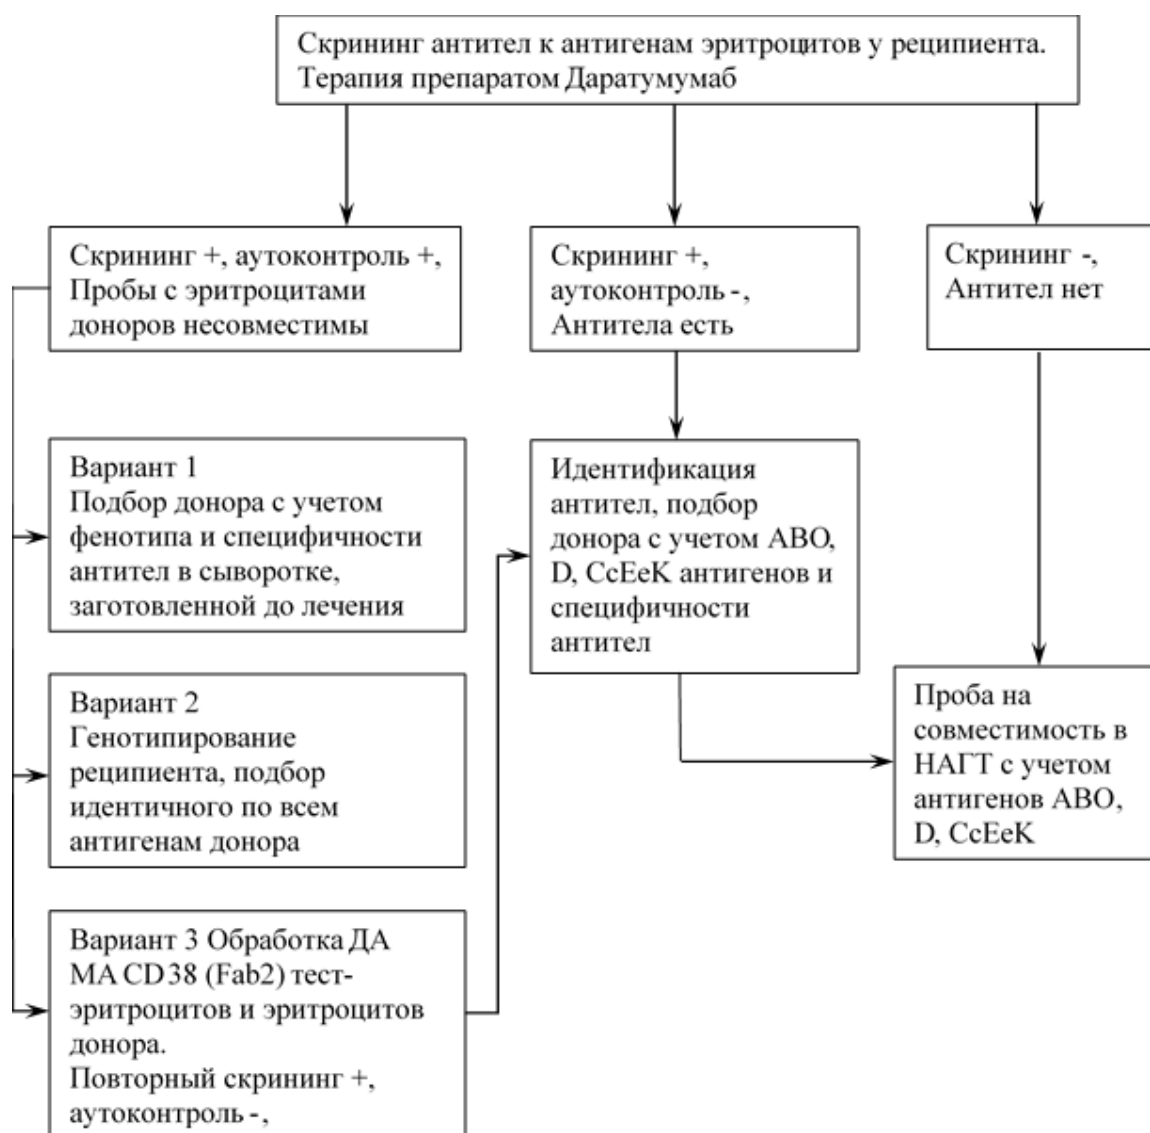 Скрининг антител к антигенам эритроцитов у реципиента.
Терапия препаратом Даратумумаб
Скрининг +, аутоконтроль +,
Пробы с эритроцитами
доноров несовместимы
Скрининг +,
аутоконтроль -,
Антитела есть
Скрининг -,
Антител нет
Вариант 1
Подбор донора с учетом
фенотипа и специфичности
антител в сыворотке,
заготовленной до лечения
Идентификация
антител, подбор
донора с учетом АВО,
D, CcEeK антигенов и
специфичности
антител
Вариант 2
Генотипирование
реципиента, подбор
идентичного по всем
антигенам донора
Проба на
совместимость в
НАГТ с учетом
антигенов АВО,
D, CcEeK
Вариант 3 Обработка ДА
МА CD 38 (Fab2) тест-
эритроцитов и эритроцитов
донора.
Повторный скрининг +,
аутоконтроль -,